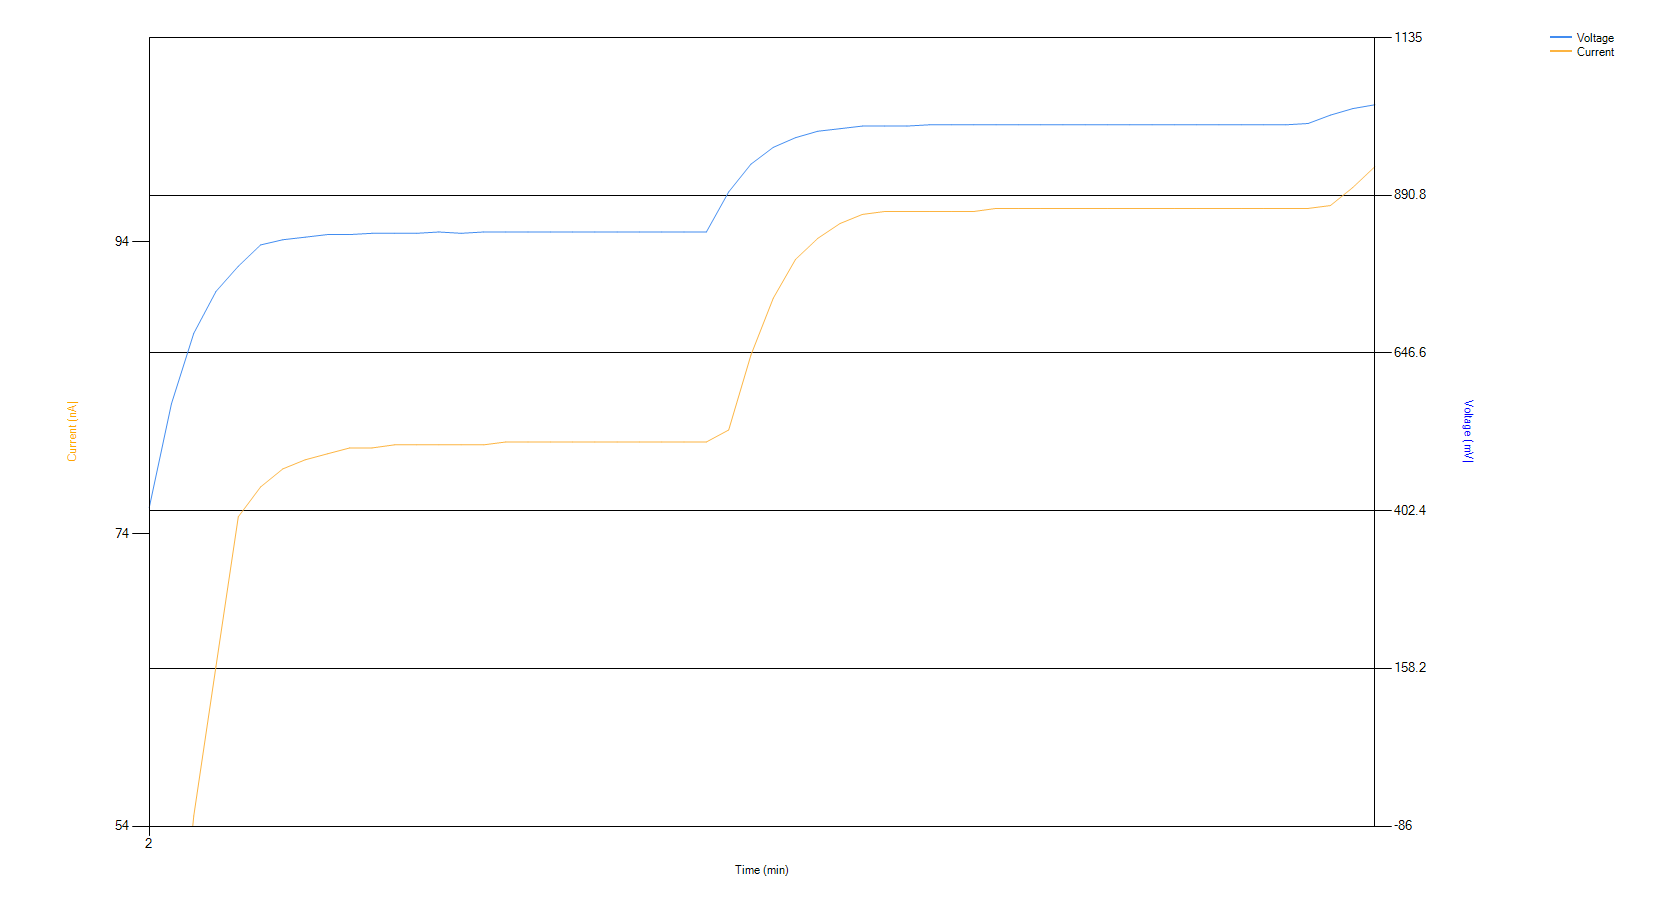 1135
Voltage
Current
890.8
94
646.6
Current (nA)
Voltage (mV)
402.4
74
158.2
54
-86
2
Time (min)